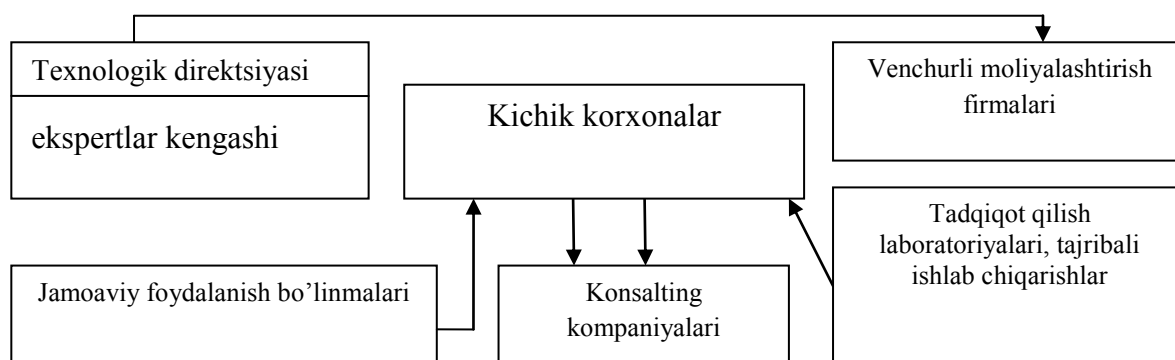 Texnologik direktsiyasi
ekspertlar kengashi
Kichik korxonalar
Venchurli moliyalashtirish
firmalari
Jamoaviy foydalanish bo’linmalari
Konsalting
kompaniyalari
Tadqiqot qilish
laboratoriyalari, tajribali
ishlab chiqarishlar